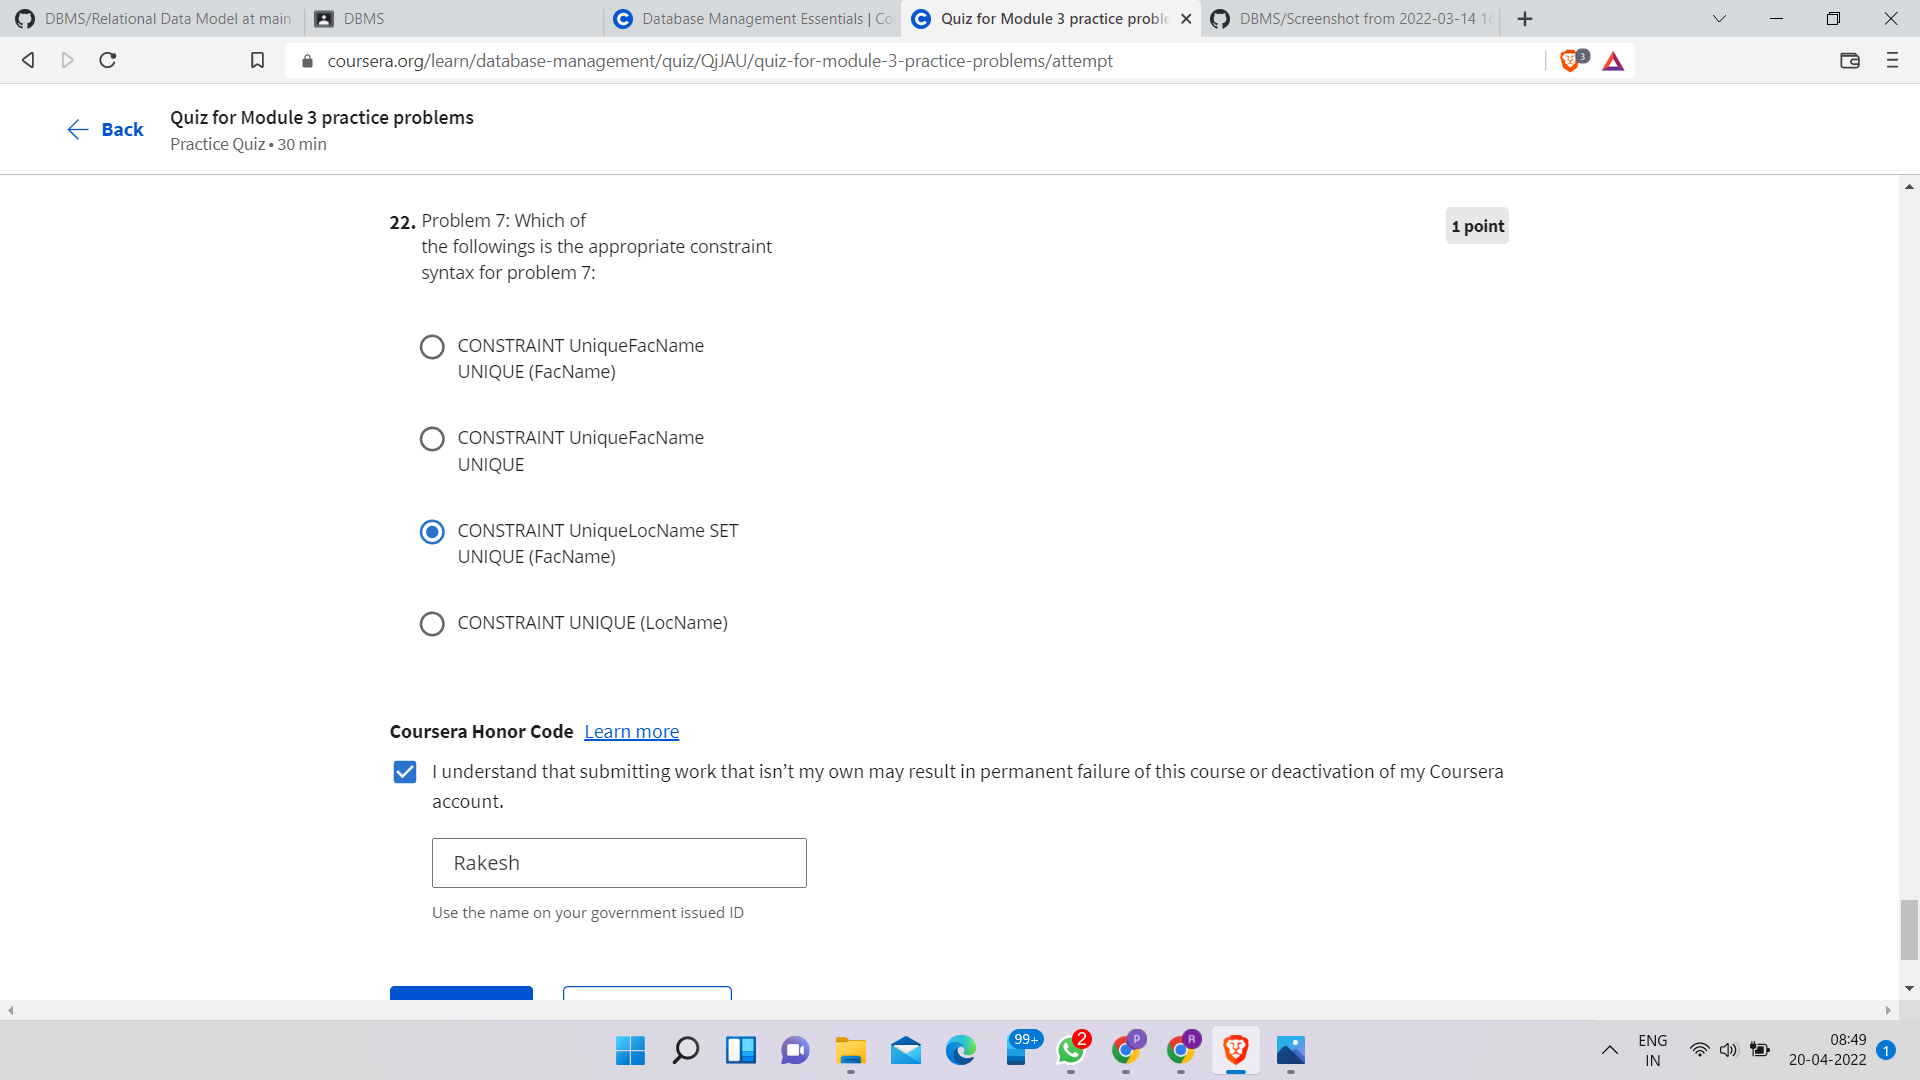 DBMS/Relational Data Model at main
DBMS
Database Management Essentials | Co
Quiz for Module 3 practice proble
DBMS/Screenshot from 2022-03-14 16
coursera.org/learn/database-management/quiz/QjJAU/quiz-for-module-3-practice-problems/attempt
3
Back
Quiz for Module 3 practice problems
Practice Quiz • 30 min
22. Problem 7: Which of
the followings is the appropriate constraint
syntax for problem 7:
1 point
CONSTRAINT UniqueFacName
UNIQUE (FacName)
CONSTRAINT UniqueFacName
UNIQUE
CONSTRAINT UniqueLocName SET
UNIQUE (FacName)
CONSTRAINT UNIQUE (LocName)
Coursera Honor Code Learn more
I understand that submitting work that isn’t my own may result in permanent failure of this course or deactivation of my Coursera
account.
Rakesh
Use the name on your government issued ID
99+
2
P
R
ENG
IN
08:49
20-04-2022
1